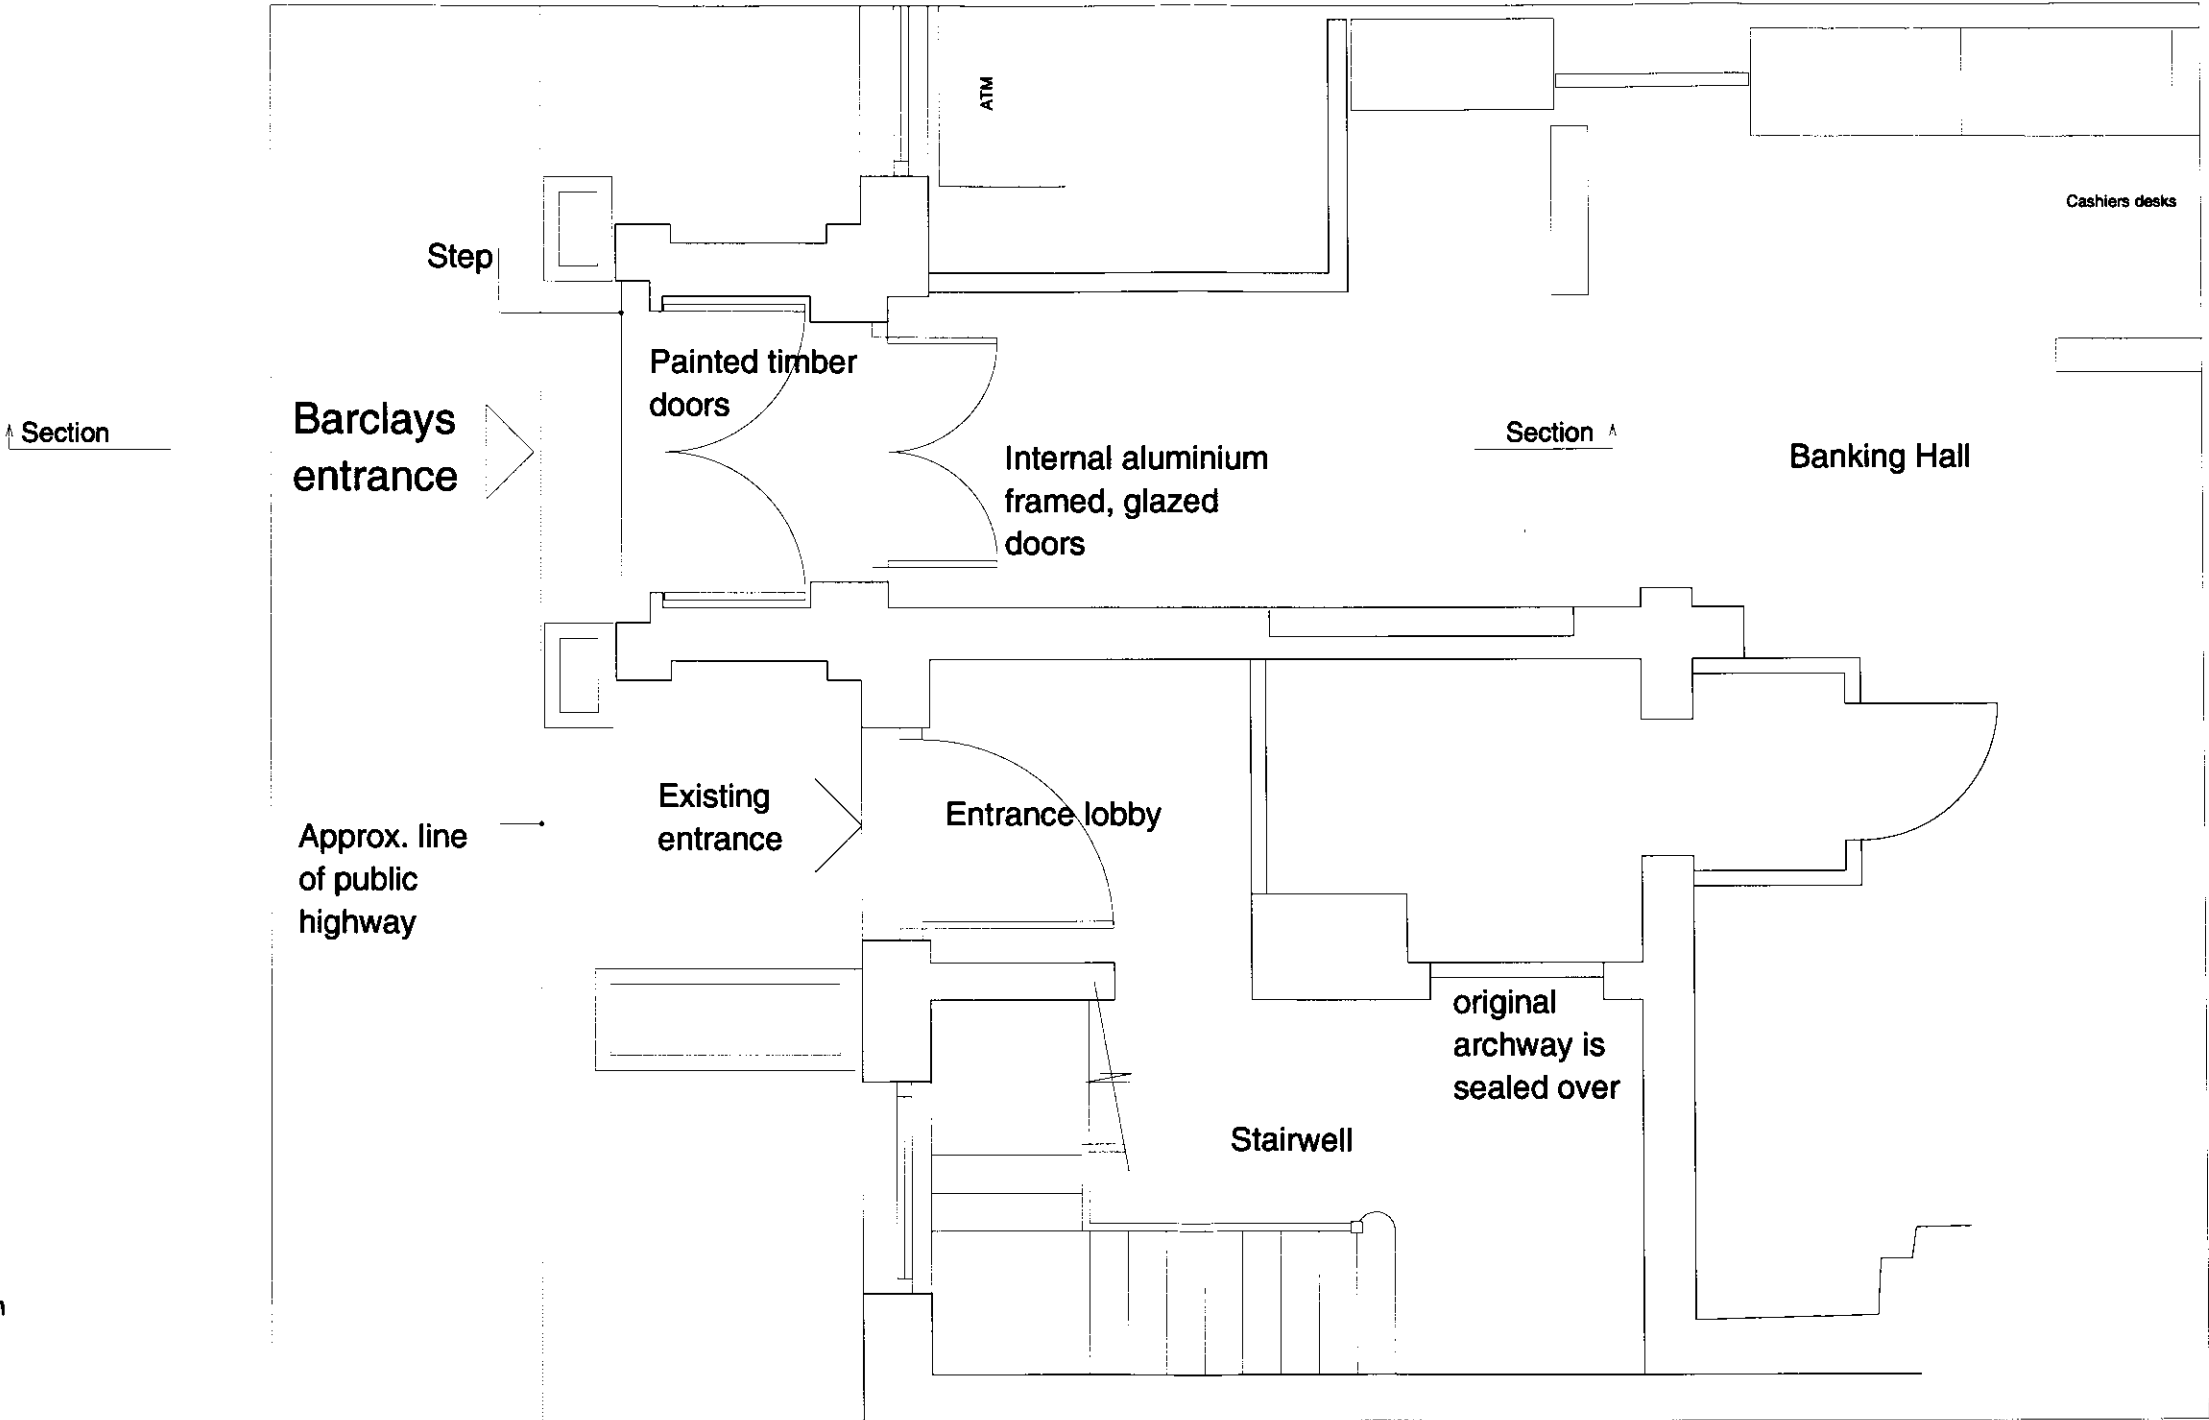 ATM
Cashiers desks
Step
Painted timber
doors
Barclays
entrance
Section
Internal aluminium
framed, glazed
doors
Section
Banking Hall
Existing
entrance
Entrance lobby
Approx. line
of public
highway
original
archway is
sealed over
Stairwell